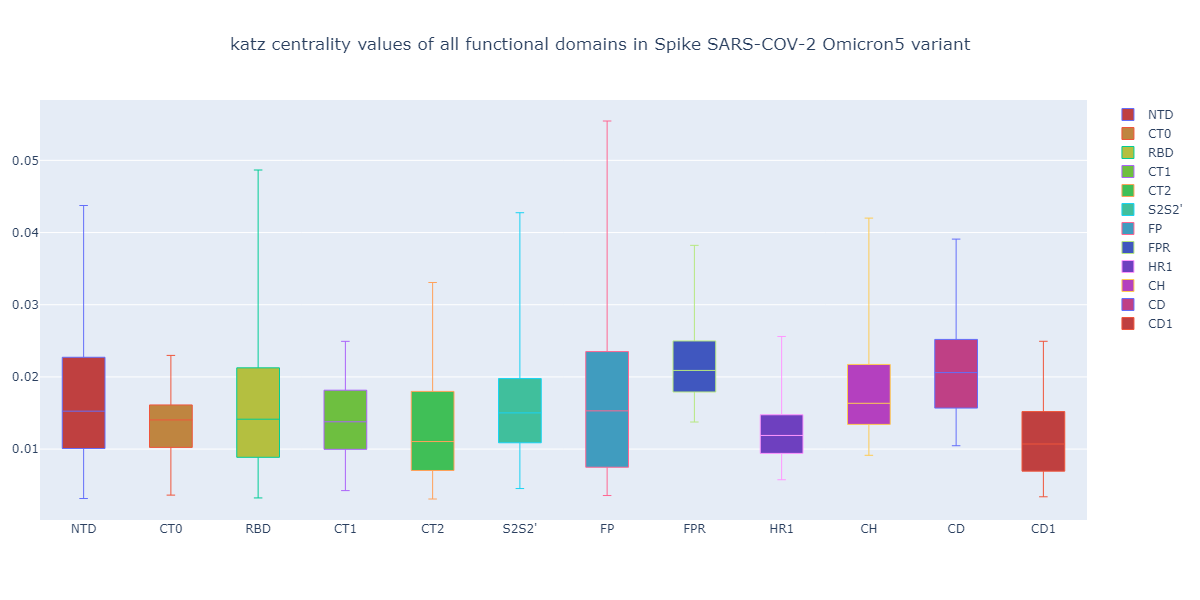 katz centrality values of all functional domains in Spike SARS-COV-2 Omicron5 variant
0.05
0.04
0.03
0.02
0.01
NTD CT0 RBD CT1 CT2 S2S2' FP FPR HR1 CH CD CD1
NTD
CT0
RBD
CT1
CT2
S2S2'
FP
FPR
HR1
CH
CD
CD1